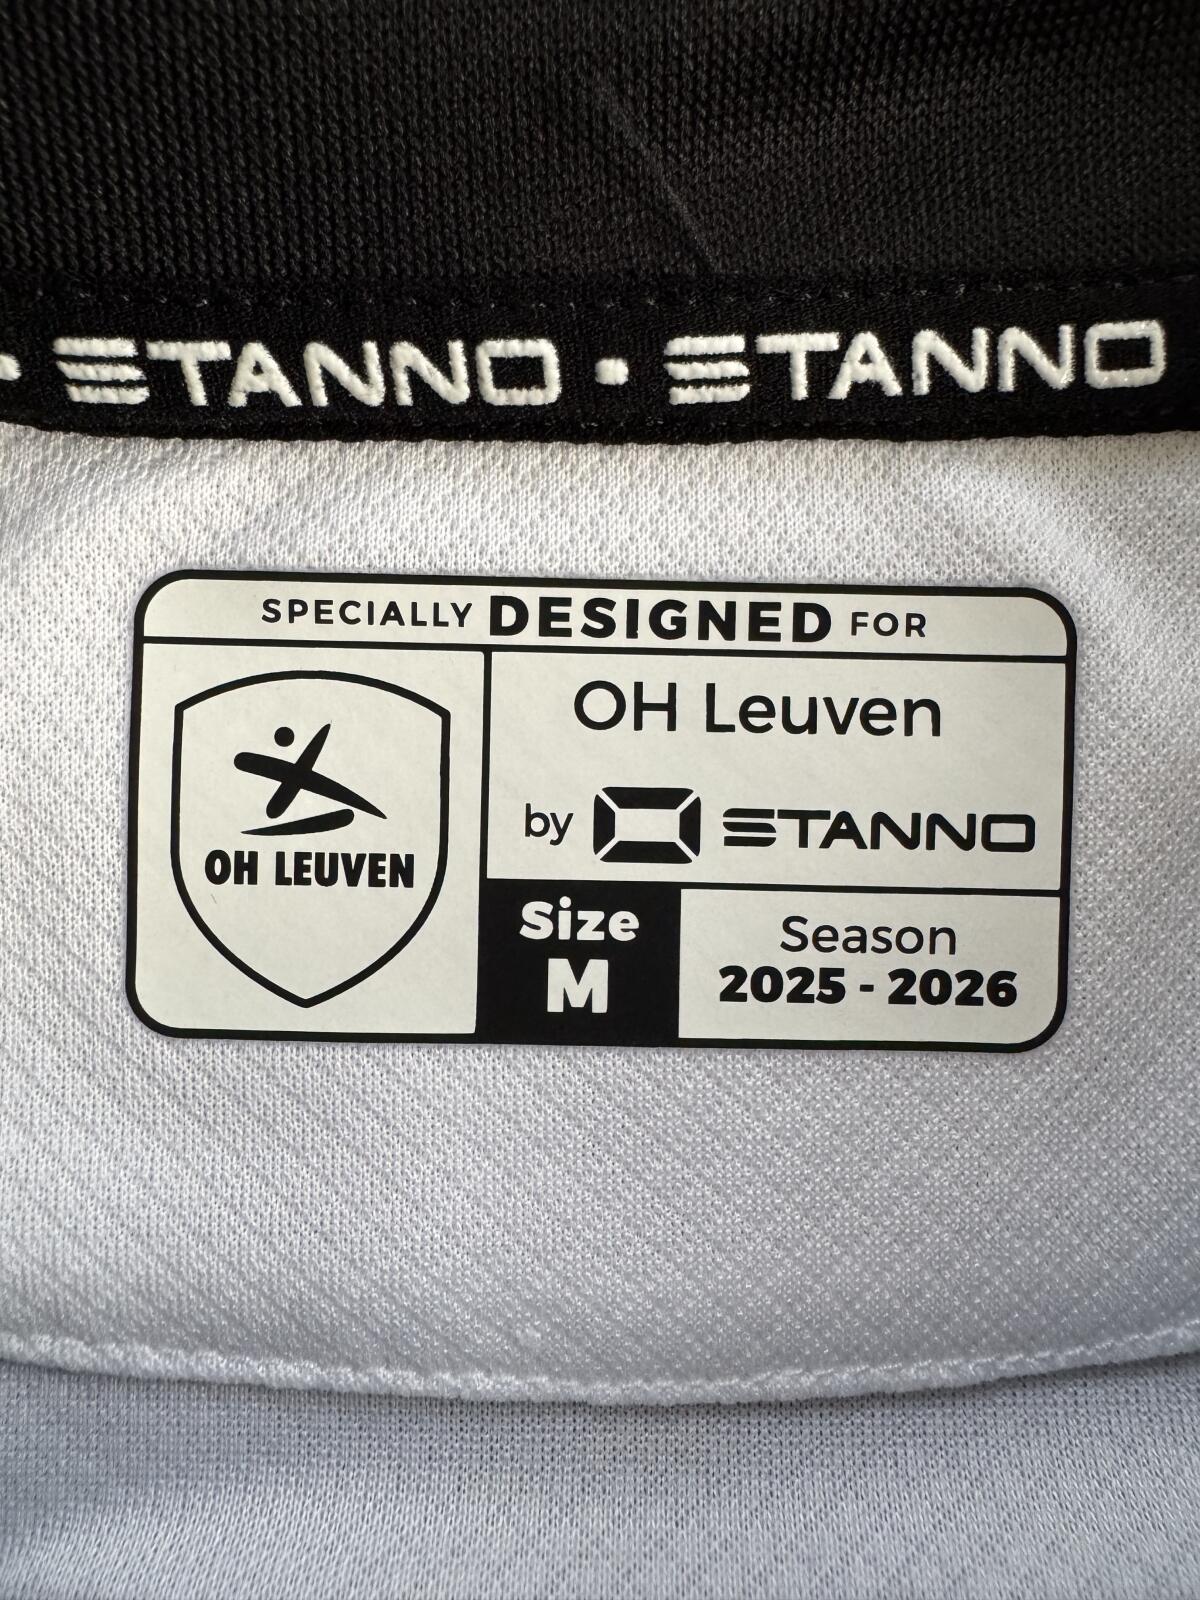 STANNO • STANNO
SPECIALLY DESIGNED FOR
OH LEUVEN
OH Leuven
by STANNO
Size
M
Season
2025 - 2026